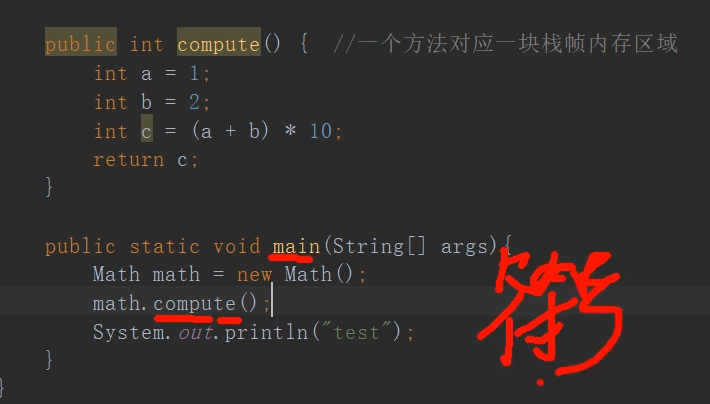 public int compute() { //一个方法对应一块栈帧内存区域
int a = 1;
int b = 2;
int c = (a + b) * 10;
return c;
}
public static void main(String[] args){
Math math = new Math();
math.compute();
System.out.println("test");
}
}
符号